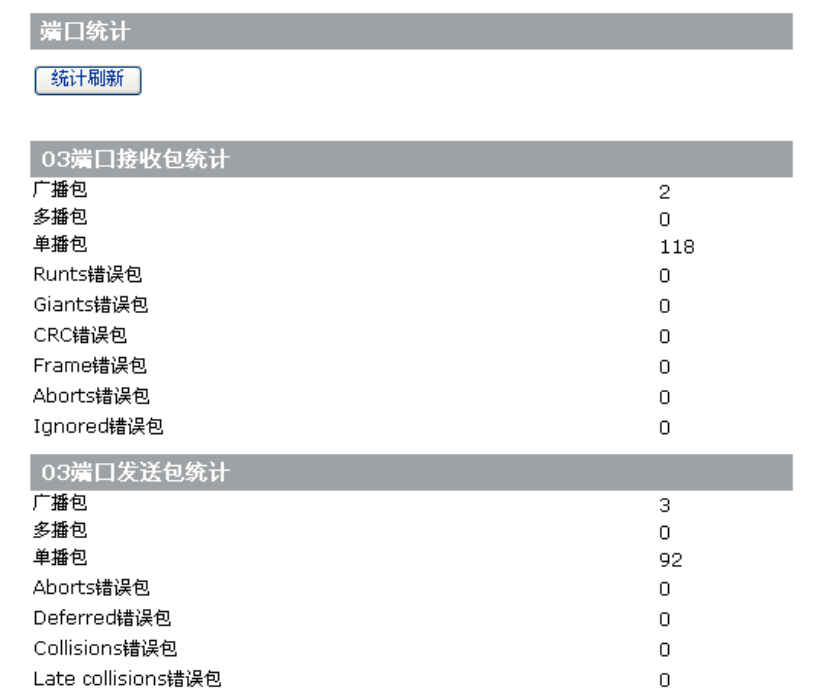 端口统计
统计刷新
03端口接收包统计
广播包 2
多播包 0
单播包 118
Runts错误包 0
Giants错误包 0
CRC错误包 0
Frame错误包 0
Aborts错误包 0
Ignored错误包 0
03端口发送包统计
广播包 3
多播包 0
单播包 92
Aborts错误包 0
Deferred错误包 0
Collisions错误包 0
Late collisions错误包 0